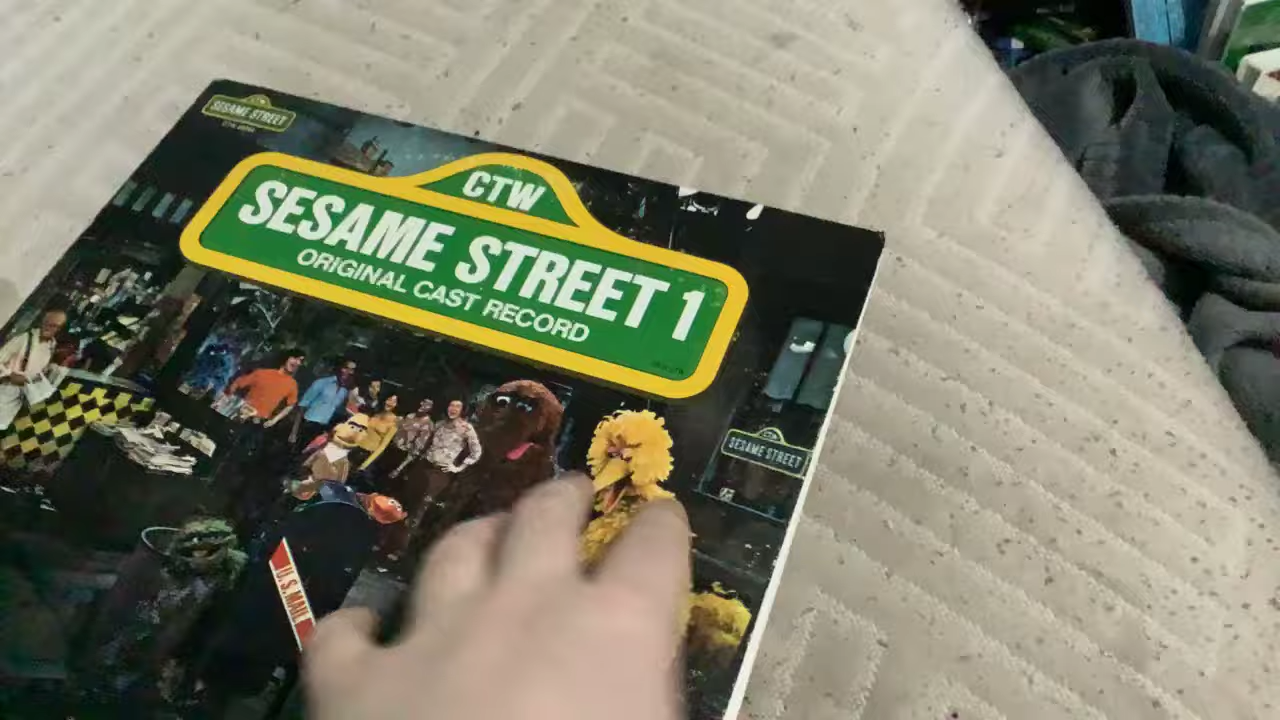 SESAME STREET
CTW
SESAME STREET 1
ORIGINAL CAST RECORD
SESAME STREET
U.S. MAIL